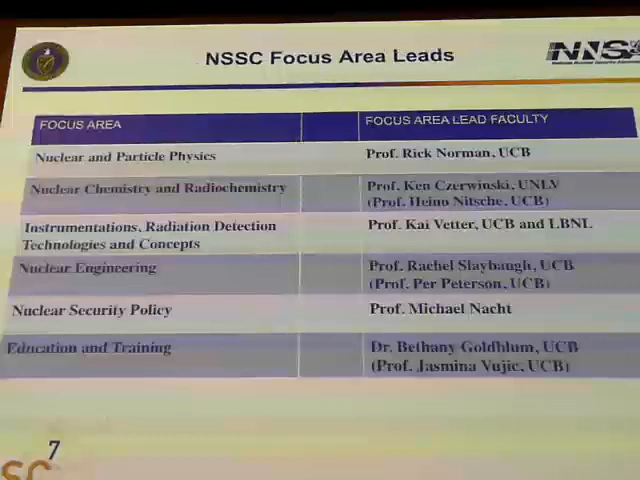 NSSC Focus Area Leads
NNSA
FOCUS AREA
FOCUS AREA LEAD FACULTY
Nuclear and Particle Physics
Prof. Rick Norman, UCB
Nuclear Chemistry and Radiochemistry
Prof. Ken Czerwinski, UNLV
(Prof. Heino Nitsche, UCB)
Instrumentations, Radiation Detection
Technologies and Concepts
Prof. Kai Vetter, UCB and LBNL
Nuclear Engineering
Prof. Rachel Slaybaugh, UCB
(Prof. Per Peterson, UCB)
Nuclear Security Policy
Prof. Michael Nacht
Education and Training
Dr. Bethany Goldblum, UCB
(Prof. Jasmina Vujic, UCB)
7
SC